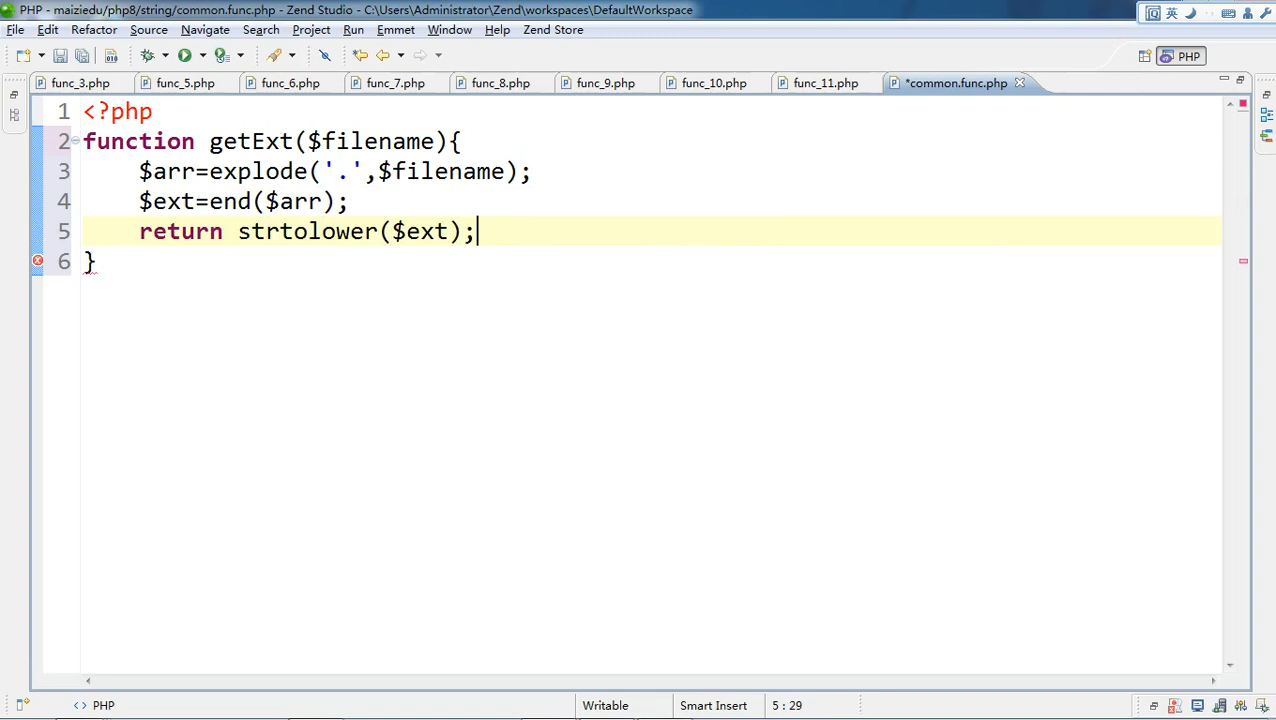 PHP - maiziedu/php8/string/common.func.php - Zend Studio - C:\Users\Administrator\Zend\workspaces\DefaultWorkspace
英
File Edit Refactor Source Navigate Search Project Run Emmet Window Help Zend Store
PHP
func_3.php func_5.php func_6.php func_7.php func_8.php func_9.php func_10.php func_11.php *common.func.php
1 <?php
2 function getExt($filename){
3 $arr=explode('.',$filename);
4 $ext=end($arr);
5 return strtolower($ext);
6 }
<> PHP Writable Smart Insert 5 : 29